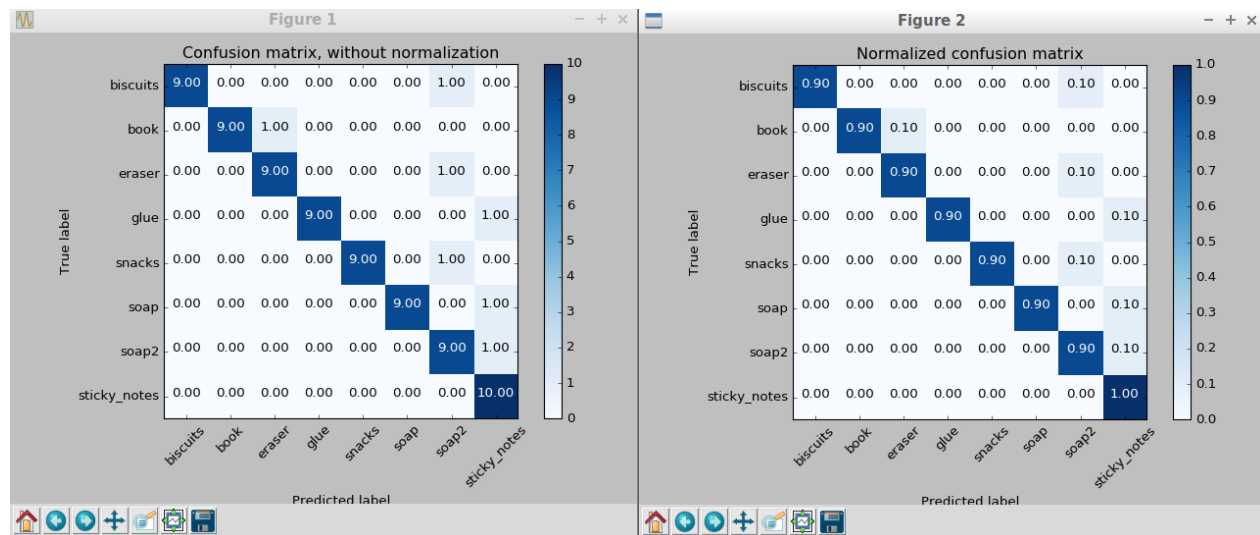 Figure 1
Confusion matrix, without normalization
biscuits 9.00 0.00 0.00 0.00 0.00 0.00 1.00 0.00
book 0.00 9.00 1.00 0.00 0.00 0.00 0.00 0.00
eraser 0.00 0.00 9.00 0.00 0.00 0.00 1.00 0.00
glue 0.00 0.00 0.00 9.00 0.00 0.00 0.00 1.00
snacks 0.00 0.00 0.00 0.00 9.00 0.00 1.00 0.00
soap 0.00 0.00 0.00 0.00 0.00 9.00 0.00 1.00
soap2 0.00 0.00 0.00 0.00 0.00 0.00 9.00 1.00
sticky_notes 0.00 0.00 0.00 0.00 0.00 0.00 0.00 10.00
True label
biscuits book eraser glue snacks soap soap2 sticky_notes
Predicted label
10
9
8
7
6
5
4
3
2
1
0
Figure 2
Normalized confusion matrix
biscuits 0.90 0.00 0.00 0.00 0.00 0.00 0.10 0.00
book 0.00 0.90 0.10 0.00 0.00 0.00 0.00 0.00
eraser 0.00 0.00 0.90 0.00 0.00 0.00 0.10 0.00
glue 0.00 0.00 0.00 0.90 0.00 0.00 0.00 0.10
snacks 0.00 0.00 0.00 0.00 0.90 0.00 0.10 0.00
soap 0.00 0.00 0.00 0.00 0.00 0.90 0.00 0.10
soap2 0.00 0.00 0.00 0.00 0.00 0.00 0.90 0.10
sticky_notes 0.00 0.00 0.00 0.00 0.00 0.00 0.00 1.00
True label
biscuits book eraser glue snacks soap soap2 sticky_notes
Predicted label
1.0
0.9
0.8
0.7
0.6
0.5
0.4
0.3
0.2
0.1
0.0